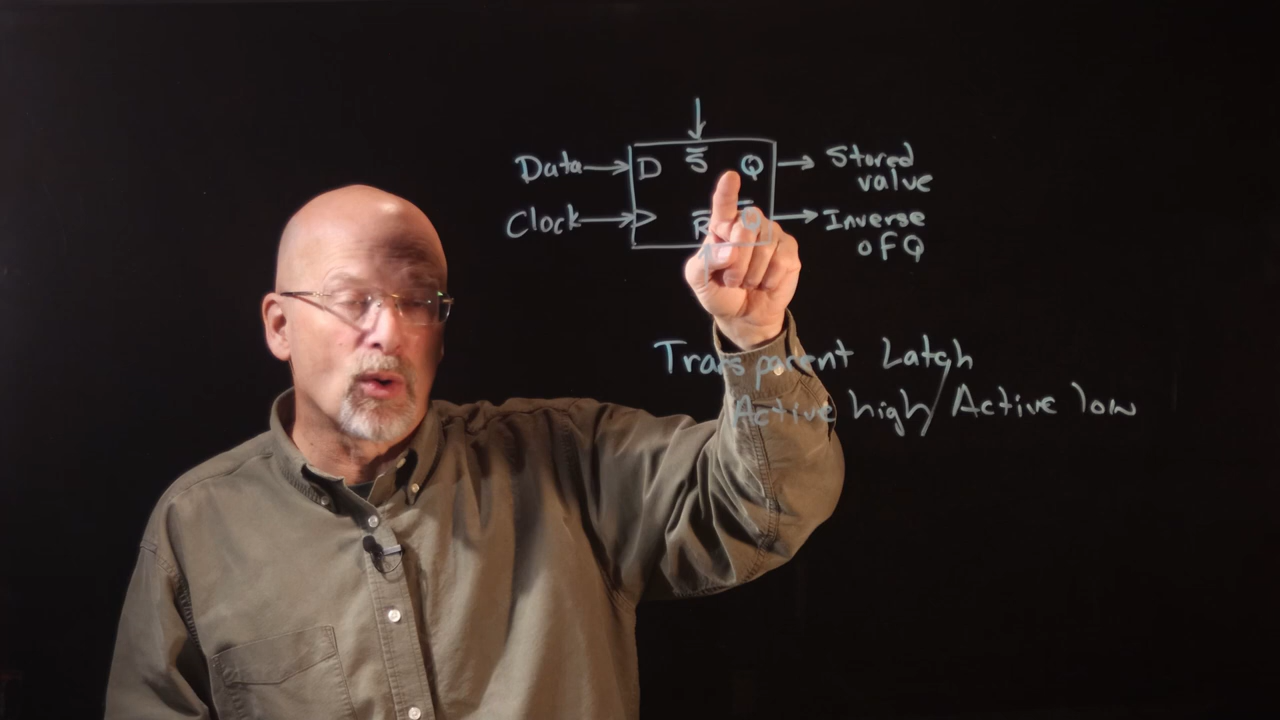 S̅
Data D Q Stored value
Clock R̅ Q̅ Inverse of Q
Transparent Latch
Active high/Active low